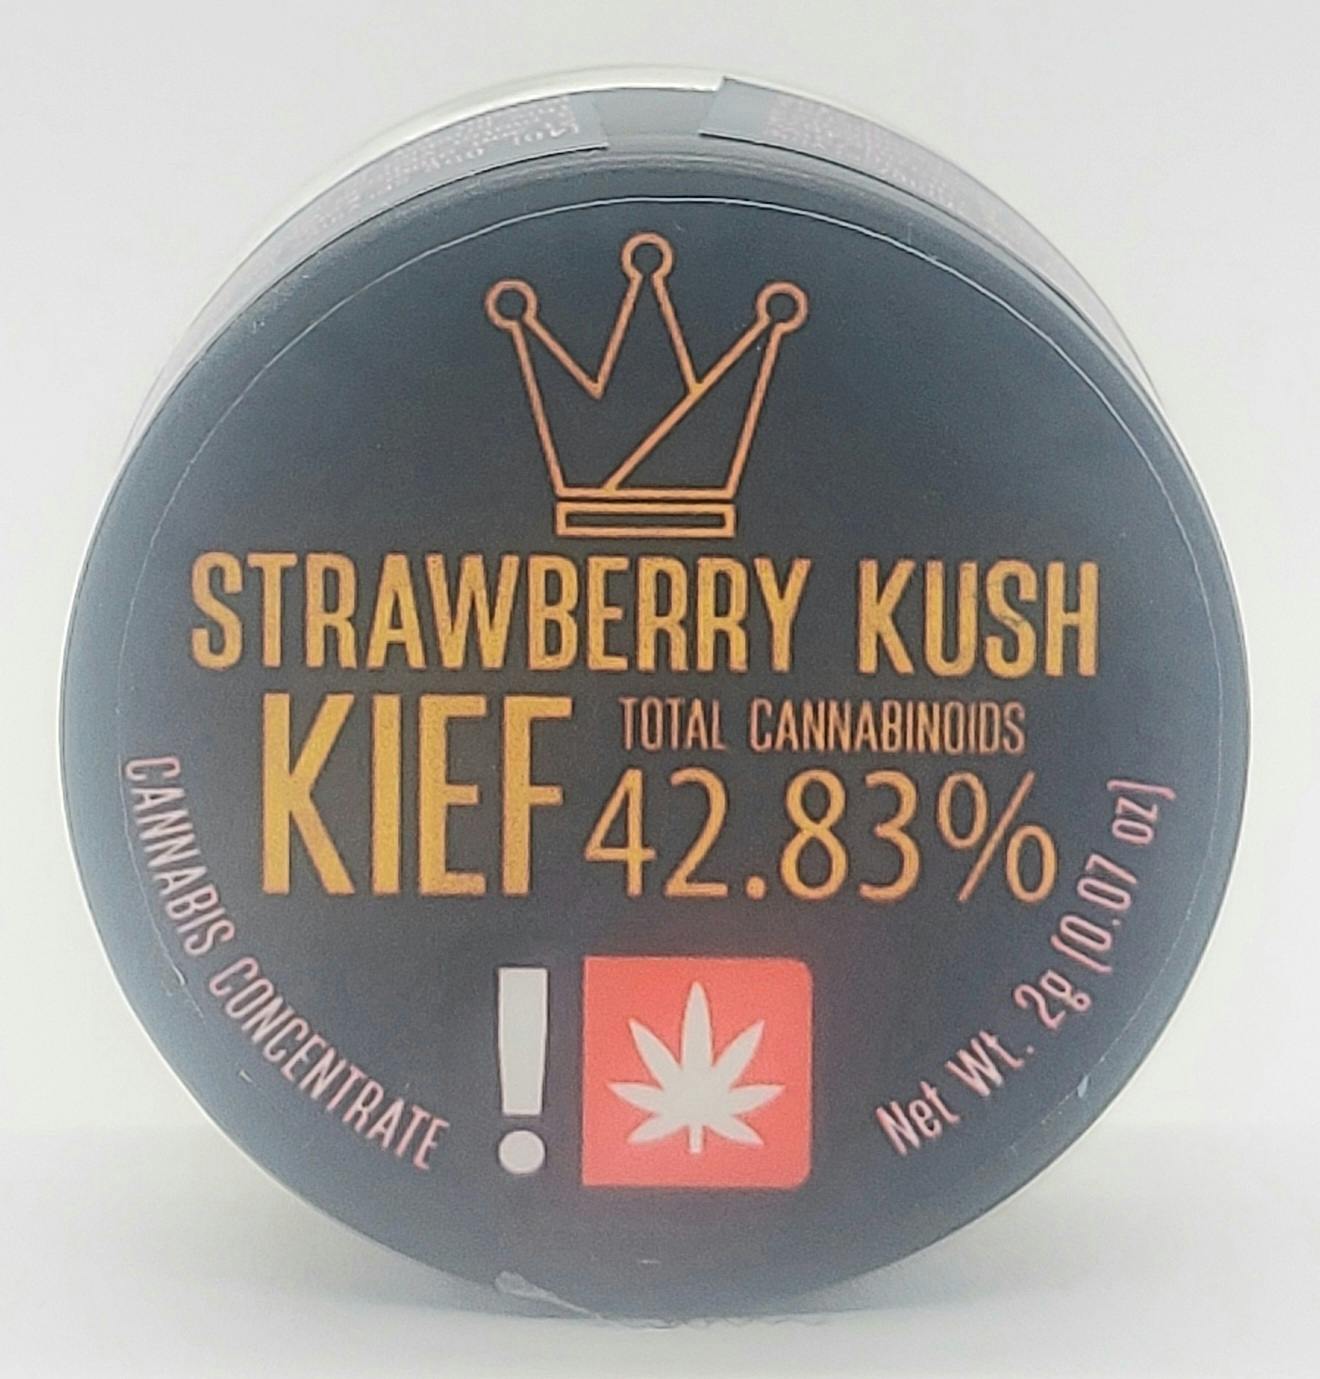 STRAWBERRY KUSH
KIEF
TOTAL CANNABINOIDS
42.83%
CANNABIS CONCENTRATE
!
Net Wt. 2g (0.07 oz)